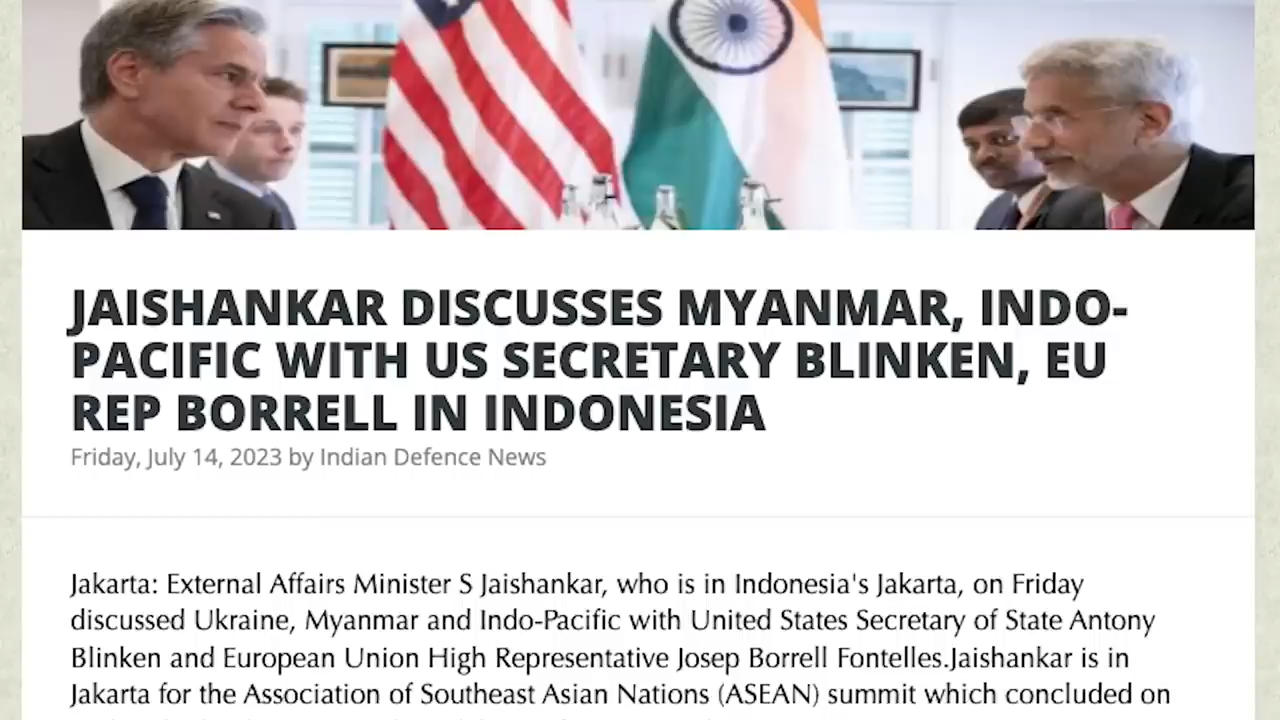 JAISHANKAR DISCUSSES MYANMAR, INDO-
PACIFIC WITH US SECRETARY BLINKEN, EU
REP BORRELL IN INDONESIA
Friday, July 14, 2023 by Indian Defence News
Jakarta: External Affairs Minister S Jaishankar, who is in Indonesia's Jakarta, on Friday
discussed Ukraine, Myanmar and Indo-Pacific with United States Secretary of State Antony
Blinken and European Union High Representative Josep Borrell Fontelles.Jaishankar is in
Jakarta for the Association of Southeast Asian Nations (ASEAN) summit which concluded on